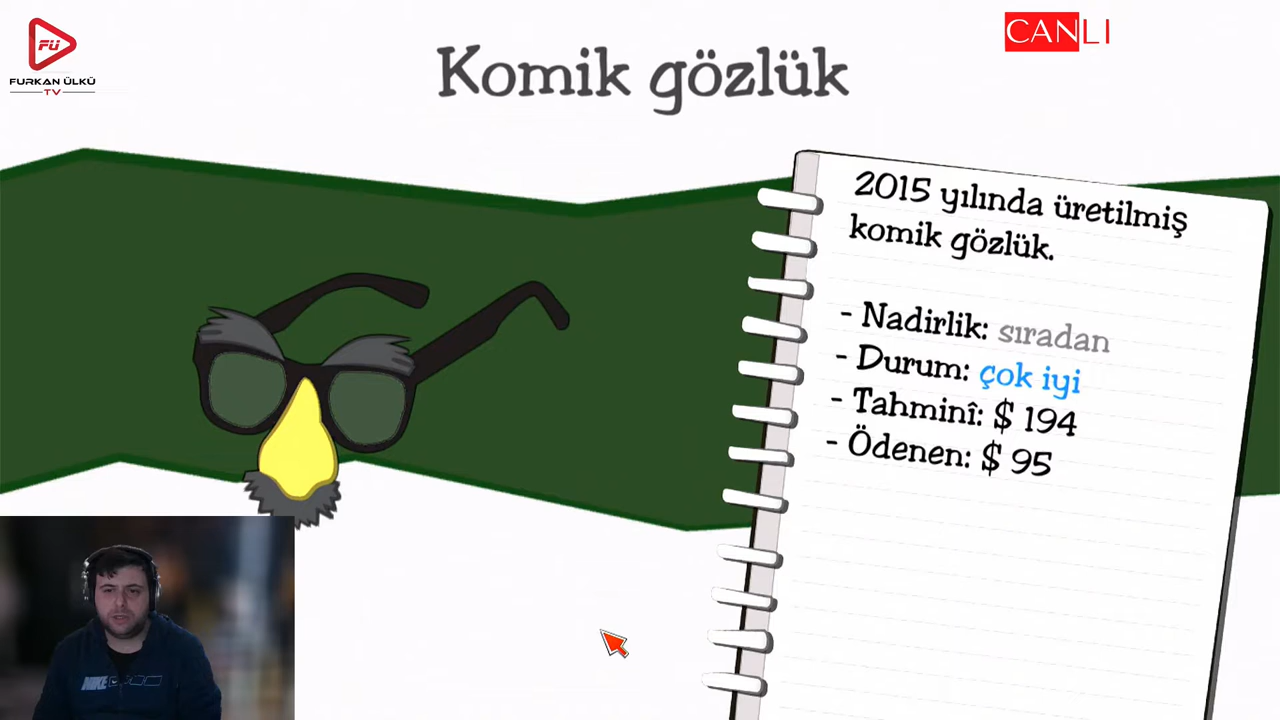 FÜ
FURKAN ÜLKÜ
TV
CANLI
Komik gözlük
2015 yılında üretilmiş
komik gözlük.
- Nadirlik: sıradan
- Durum: çok iyi
- Tahminî: $ 194
- Ödenen: $ 95
NIKE